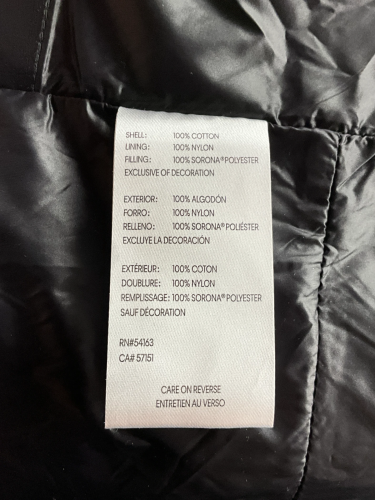 SHELL: 100% COTTON
LINING: 100% NYLON
FILLING: 100% SORONA® POLYESTER
EXCLUSIVE OF DECORATION
EXTERIOR: 100% ALGODÓN
FORRO: 100% NYLON
RELLENO: 100% SORONA® POLIÉSTER
EXCLUYE LA DECORACIÓN
EXTÉRIEUR: 100% COTON
DOUBLURE: 100% NYLON
REMPLISSAGE: 100% SORONA® POLYESTER
SAUF DÉCORATION
RN#54163
CA# 57151
CARE ON REVERSE
ENTRETIEN AU VERSO